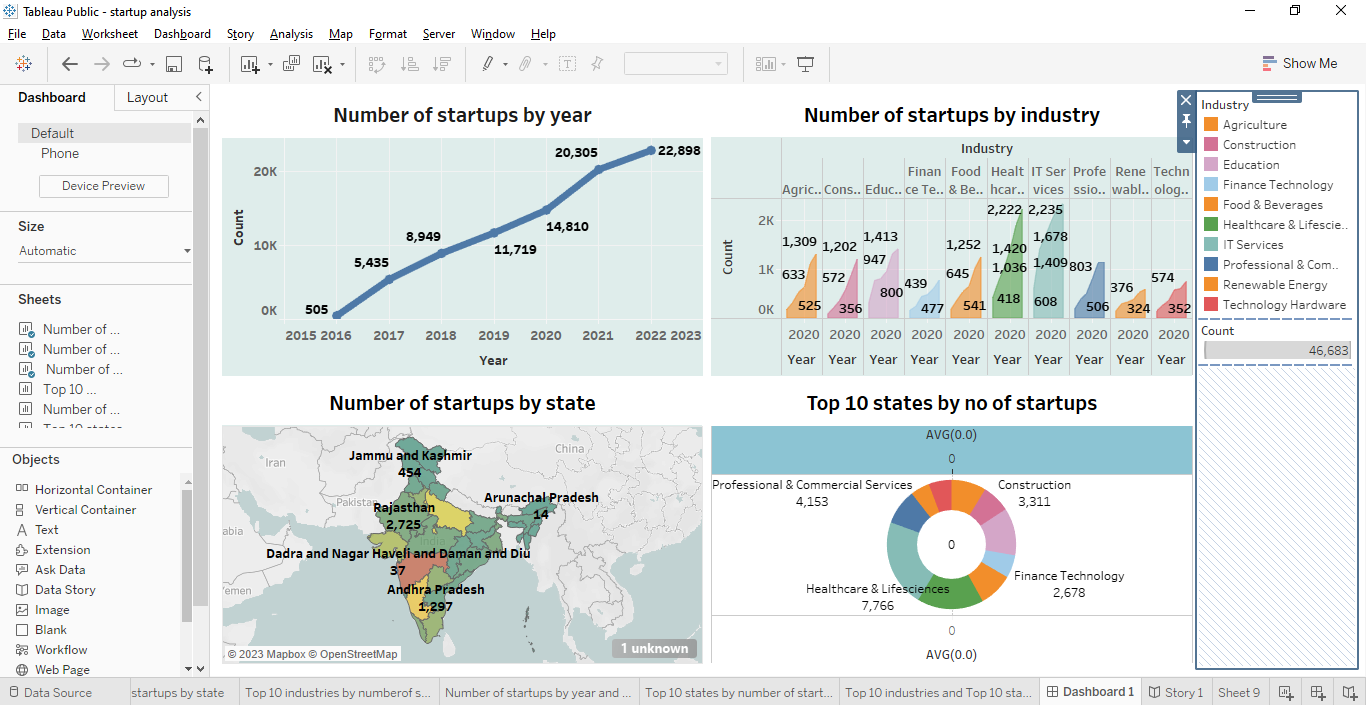 Tableau Public - startup analysis
File Data Worksheet Dashboard Story Analysis Map Format Server Window Help
Show Me
Dashboard Layout
Default
Phone
Device Preview
Size
Automatic
Sheets
Number of ...
Number of ...
Number of ...
Top 10 ...
Number of ...
Top 10 states
Objects
Horizontal Container
Vertical Container
Text
Extension
Ask Data
Data Story
Image
Blank
Workflow
Web Page
Number of startups by year
Count
20K
10K
0K
505
5,435
8,949
11,719
14,810
20,305
22,898
2015 2016 2017 2018 2019 2020 2021 2022 2023
Year
Number of startups by industry
Industry
Agric.. Cons.. Educ.. Finan ce Te.. Food & Be.. Healt hcar.. IT Ser vices Profe ssio.. Rene wabl.. Techn olog..
Count
2K
1K
0K
1,309
633
525
1,202
572
356
1,413
947
800
439
477
1,252
645
541
2,222
1,420
1,036
418
2,235
1,678
1,409
608
803
506
376
324
574
352
2020 2020 2020 2020 2020 2020 2020 2020 2020 2020
Year Year Year Year Year Year Year Year Year Year
Industry
Agriculture
Construction
Education
Finance Technology
Food & Beverages
Healthcare & Lifescie..
IT Services
Professional & Com..
Renewable Energy
Technology Hardware
Count
46,683
Number of startups by state
Iran
China
Pakistan
India
abia
Yemen
Jammu and Kashmir
454
Arunachal Pradesh
14
Rajasthan
2,725
Dadra and Nagar Haveli and Daman and Diu
37
Andhra Pradesh
1,297
© 2023 Mapbox © OpenStreetMap
1 unknown
Top 10 states by no of startups
AVG(0.0)
0
Professional & Commercial Services
4,153
Construction
3,311
0
Finance Technology
2,678
Healthcare & Lifesciences
7,766
0
AVG(0.0)
Data Source
startups by state
Top 10 industries by numberof s...
Number of startups by year and ...
Top 10 states by number of start...
Top 10 industries and Top 10 sta...
Dashboard 1
Story 1
Sheet 9